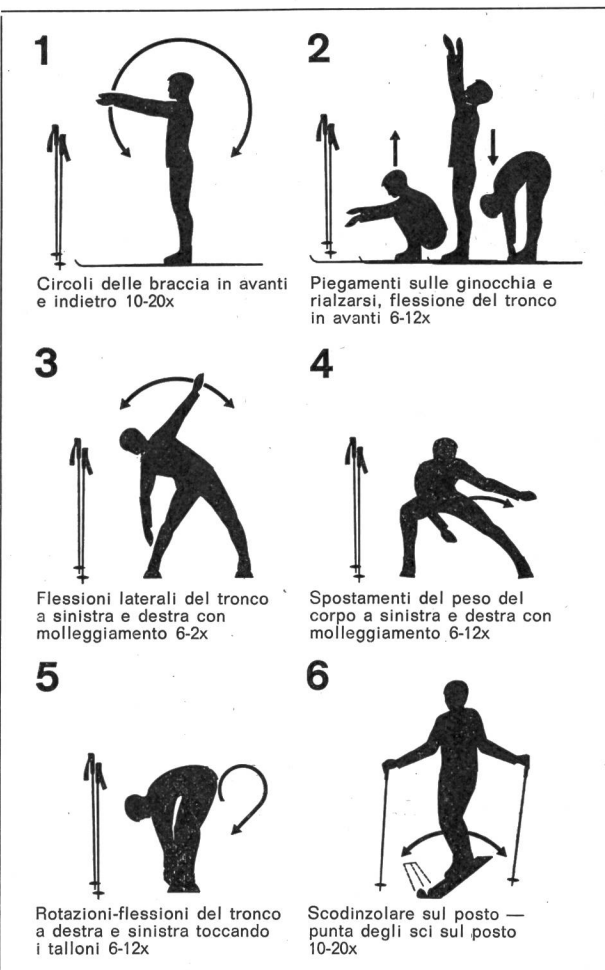 1
Circoli delle braccia in avanti
e indietro 10-20x
2
Piegamenti sulle ginocchia e
rialzarsi, flessione del tronco
in avanti 6-12x
3
Flessioni laterali del tronco
a sinistra e destra con
molleggiamento 6-2x
4
Spostamenti del peso del
corpo a sinistra e destra con
molleggiamento 6-12x
5
Rotazioni-flessioni del tronco
a destra e sinistra toccando
i talloni 6-12x
6
Scodinzolare sul posto —
punta degli sci sul posto
10-20x